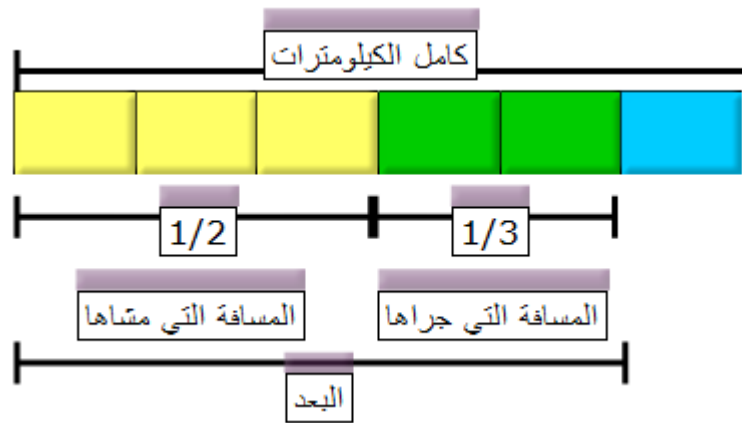 كامل الكيلومترات
1/2
1/3
المسافة التي جراها
المسافة التي مشاها
البعد